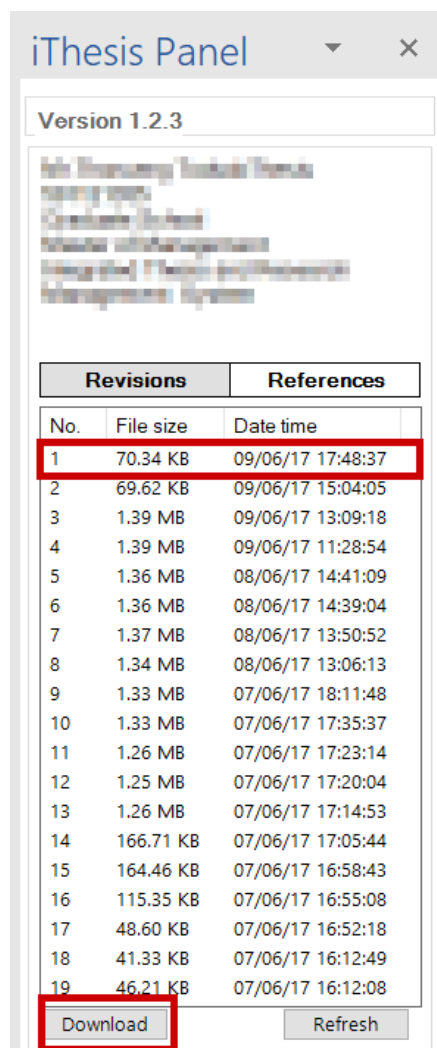 iThesis Panel
Version 1.2.3
Revisions References
No. File size Date time
1 70.34 KB 09/06/17 17:48:37
2 69.62 KB 09/06/17 15:04:05
3 1.39 MB 09/06/17 13:09:18
4 1.39 MB 09/06/17 11:28:54
5 1.36 MB 08/06/17 14:41:09
6 1.36 MB 08/06/17 14:39:04
7 1.37 MB 08/06/17 13:50:52
8 1.34 MB 08/06/17 13:06:13
9 1.33 MB 07/06/17 18:11:48
10 1.33 MB 07/06/17 17:35:37
11 1.26 MB 07/06/17 17:23:14
12 1.25 MB 07/06/17 17:20:04
13 1.26 MB 07/06/17 17:14:53
14 166.71 KB 07/06/17 17:05:44
15 164.46 KB 07/06/17 16:58:43
16 115.35 KB 07/06/17 16:55:08
17 48.60 KB 07/06/17 16:52:18
18 41.33 KB 07/06/17 16:12:49
19 46.21 KB 07/06/17 16:12:08
Download Refresh